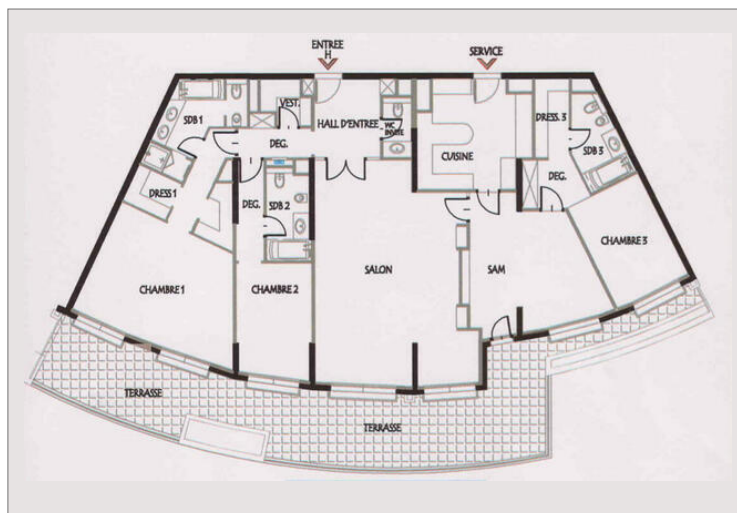 ENTREE
H
SERVICE
SDB 1
VEST.
HALL D'ENTREE
WC
INVITE
DRESS. 3
SDB 3
DEG.
CUISINE
DRESS 1
DEG.
SDB 2
DEG.
CHAMBRE 1
CHAMBRE 2
SALON
SAM
CHAMBRE 3
TERRASSE
TERRASSE